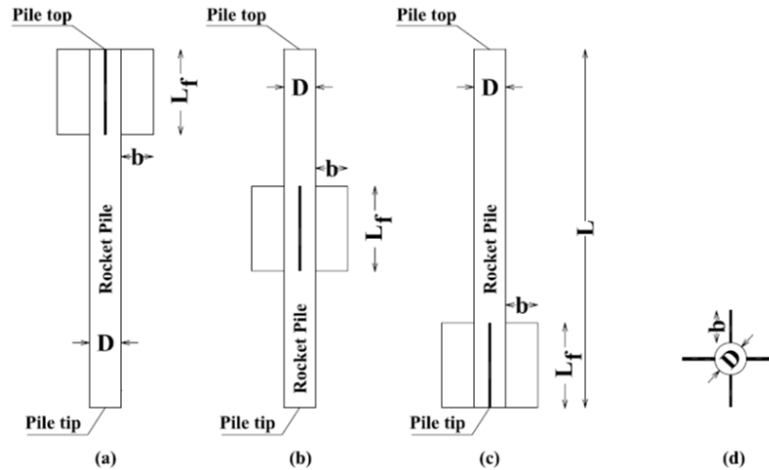 Pile top
L_f
b
Rocket Pile
D
Pile tip
(a)
Pile top
D
b
L_f
Rocket Pile
Pile tip
(b)
Pile top
D
L
Rocket Pile
b
L_f
Pile tip
(c)
b
D
(d)